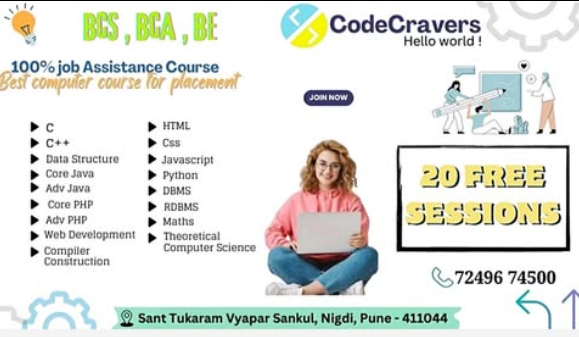 BCS , BCA , BE
CodeCravers
Hello world !
100% job Assistance Course
Best computer course for placement
JOIN NOW
C
C++
Data Structure
Core Java
Adv Java
Core PHP
Adv PHP
Web Development
Compiler
Construction
HTML
Css
Javascript
Python
DBMS
RDBMS
Maths
Theoretical
Computer Science
20 FREE
SESSIONS
72496 74500
Sant Tukaram Vyapar Sankul, Nigdi, Pune - 411044